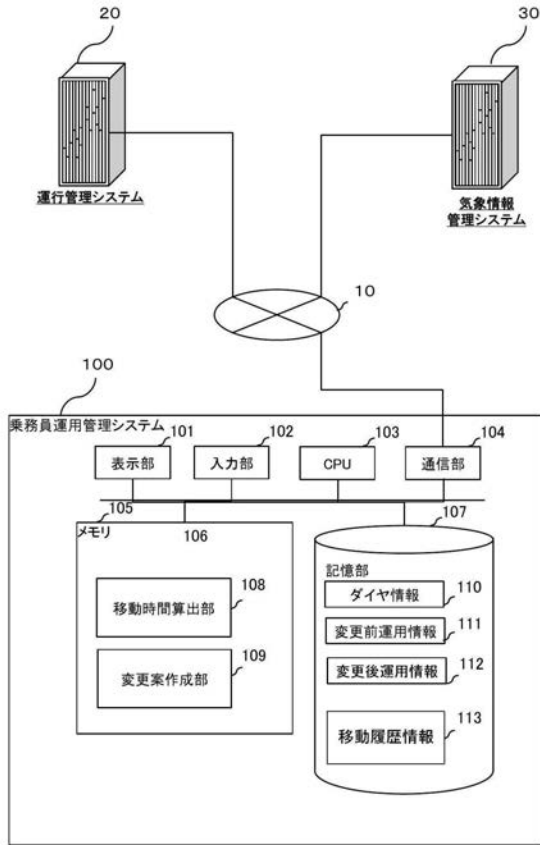 20
30
運行管理システム
気象情報
管理システム
10
100
乗務員運用管理システム
101
102
103
104
表示部
入力部
CPU
通信部
105
106
107
メモリ
記憶部
移動時間算出部
108
変更案作成部
109
ダイヤ情報
110
変更前運用情報
111
変更後運用情報
112
移動履歴情報
113